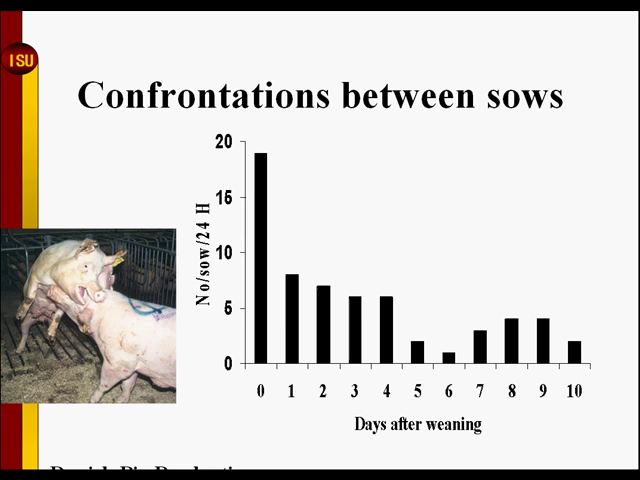 ISU
Confrontations between sows
No/sow/24 H
20
15
10
5
0
0 1 2 3 4 5 6 7 8 9 10
Days after weaning